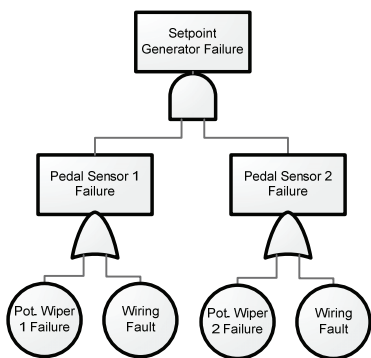 Setpoint
Generator Failure
Pedal Sensor 1
Failure
Pedal Sensor 2
Failure
Pot. Wiper
1 Failure
Wiring
Fault
Pot. Wiper
2 Failure
Wiring
Fault